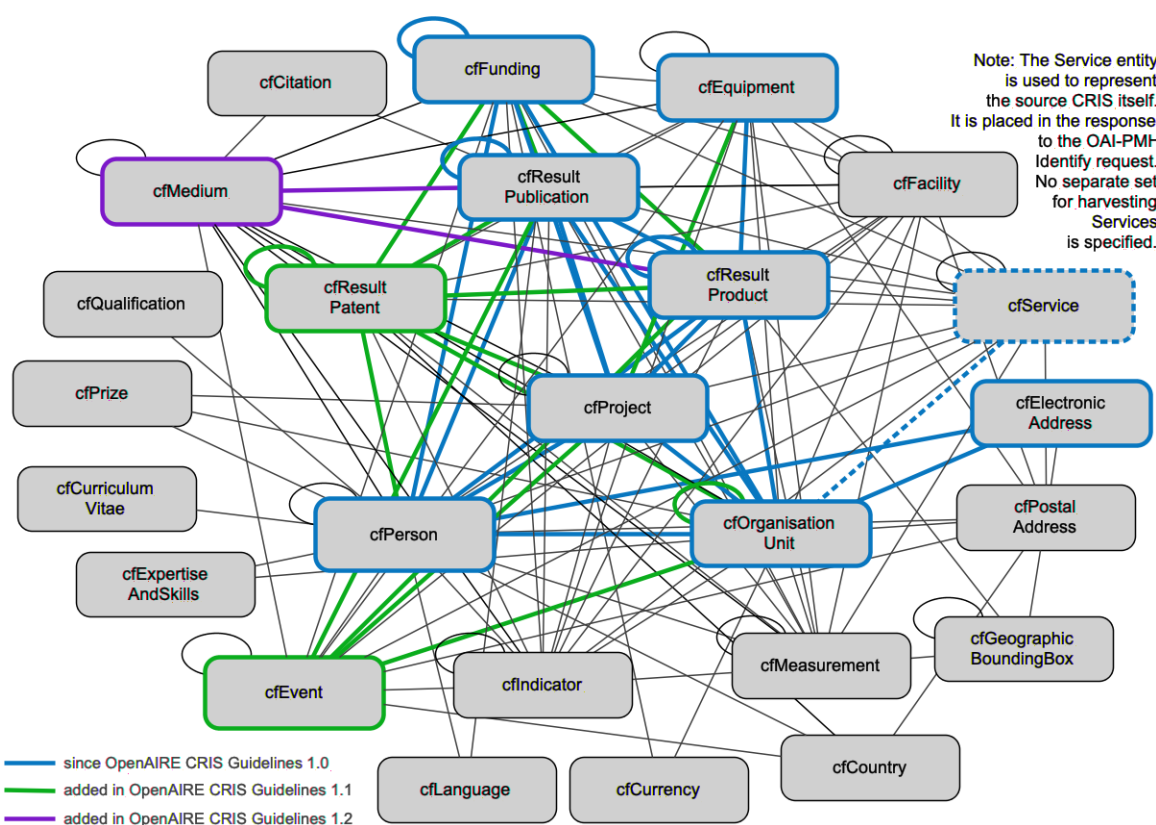 cfFunding
cfCitation
cfEquipment
Note: The Service entity
is used to represent
the source CRIS itself.
It is placed in the response
to the OAI-PMH
Identify request.
No separate set
for harvesting
Services
is specified.
cfMedium
cfResult
Publication
cfFacility
cfQualification
cfResult
Patent
cfResult
Product
cfService
cfPrize
cfProject
cfElectronic
Address
cfCurriculum
Vitae
cfPerson
cfOrganisation
Unit
cfPostal
Address
cfExpertise
AndSkills
cfEvent
cfIndicator
cfMeasurement
cfGeographic
BoundingBox
cfLanguage
cfCurrency
cfCountry
since OpenAIRE CRIS Guidelines 1.0
added in OpenAIRE CRIS Guidelines 1.1
added in OpenAIRE CRIS Guidelines 1.2